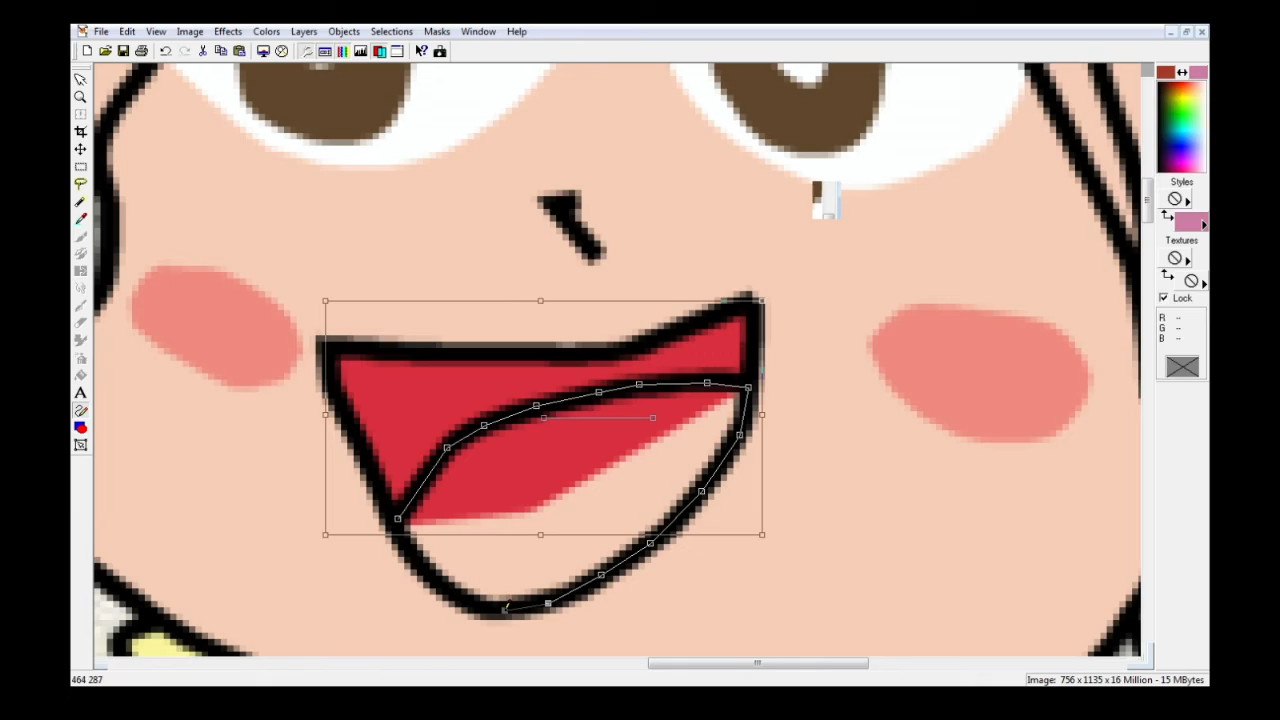 File Edit View Image Effects Colors Layers Objects Selections Masks Window Help
Styles
Textures
Lock
R --
G --
B --
A
464 287
Image: 756 x 1135 x 16 Million - 15 MBytes